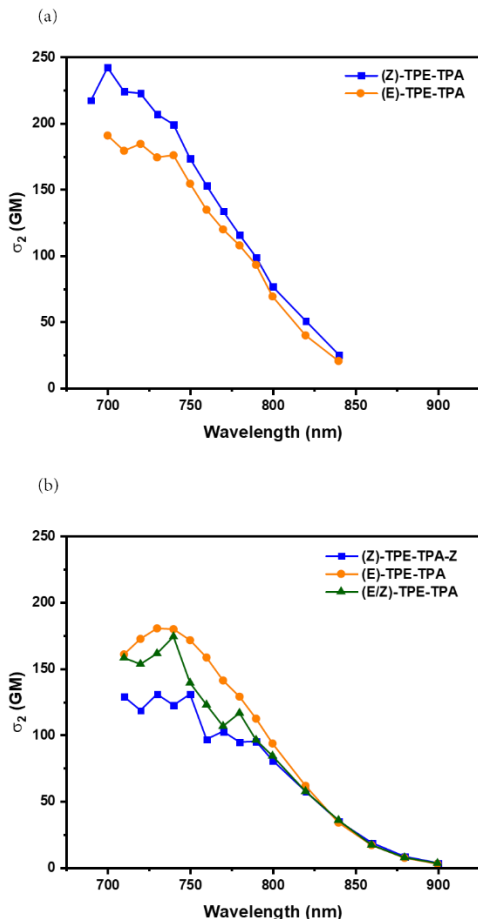 (a)
250
200
150
100
50
0
σ₂ (GM)
(Z)-TPE-TPA
(E)-TPE-TPA
700 750 800 850 900
Wavelength (nm)
(b)
250
200
150
100
50
0
σ₂ (GM)
(Z)-TPE-TPA-Z
(E)-TPE-TPA
(E/Z)-TPE-TPA
700 750 800 850 900
Wavelength (nm)